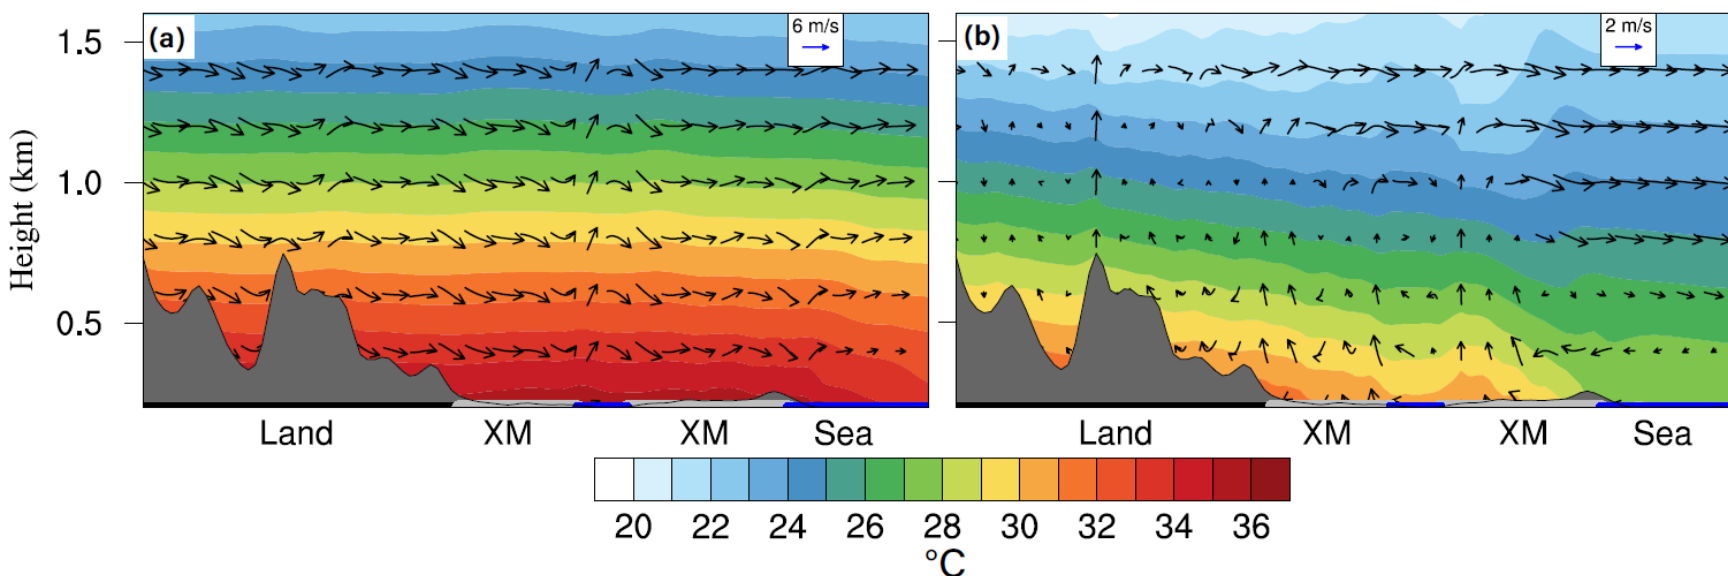 (a)
6 m/s
(b)
2 m/s
Height (km)
1.5
1.0
0.5
Land XM XM Sea
Land XM XM Sea
20 22 24 26 28 30 32 34 36
°C